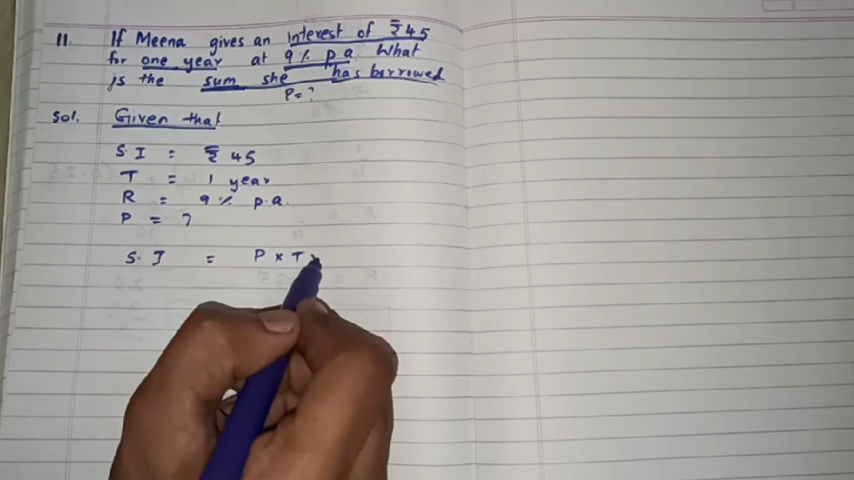 11. If Meena gives an interest of ₹45
for one year at 9% p.a. What
is the sum she has borrowed
P = ?
Sol. Given that
S.I = ₹ 45
T = 1 year
R = 9% p.a.
P = ?
S.I = P × T ×